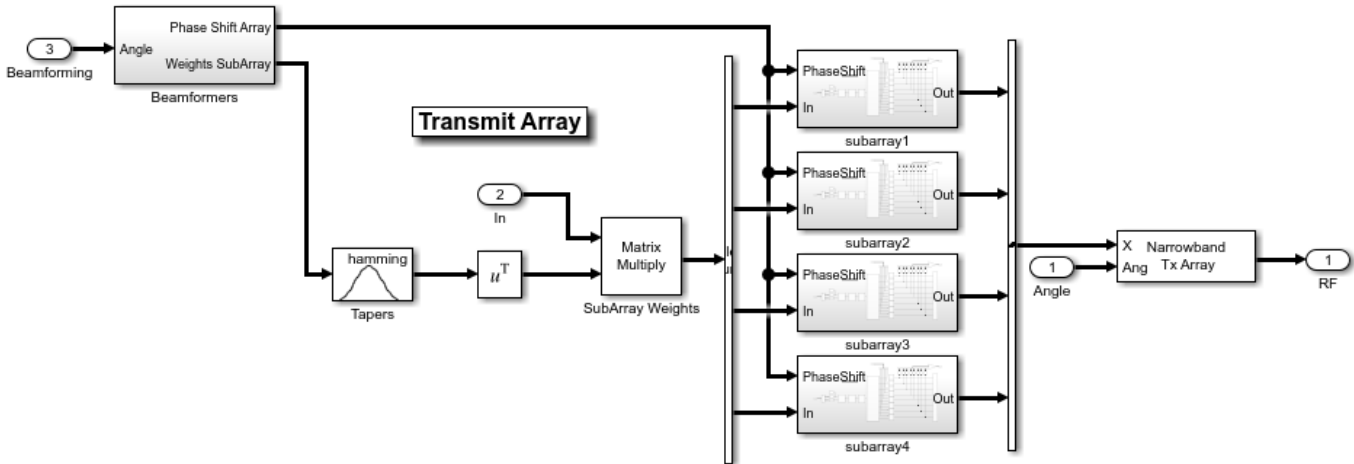 3
Beamforming
Angle
Phase Shift Array
Weights SubArray
Beamformers
Transmit Array
2
In
hamming
Tapers
u^T
Matrix
Multiply
SubArray Weights
PhaseShift
In
Out
subarray1
PhaseShift
In
Out
subarray2
PhaseShift
In
Out
subarray3
PhaseShift
In
Out
subarray4
1
Angle
X
Ang
Narrowband
Tx Array
1
RF